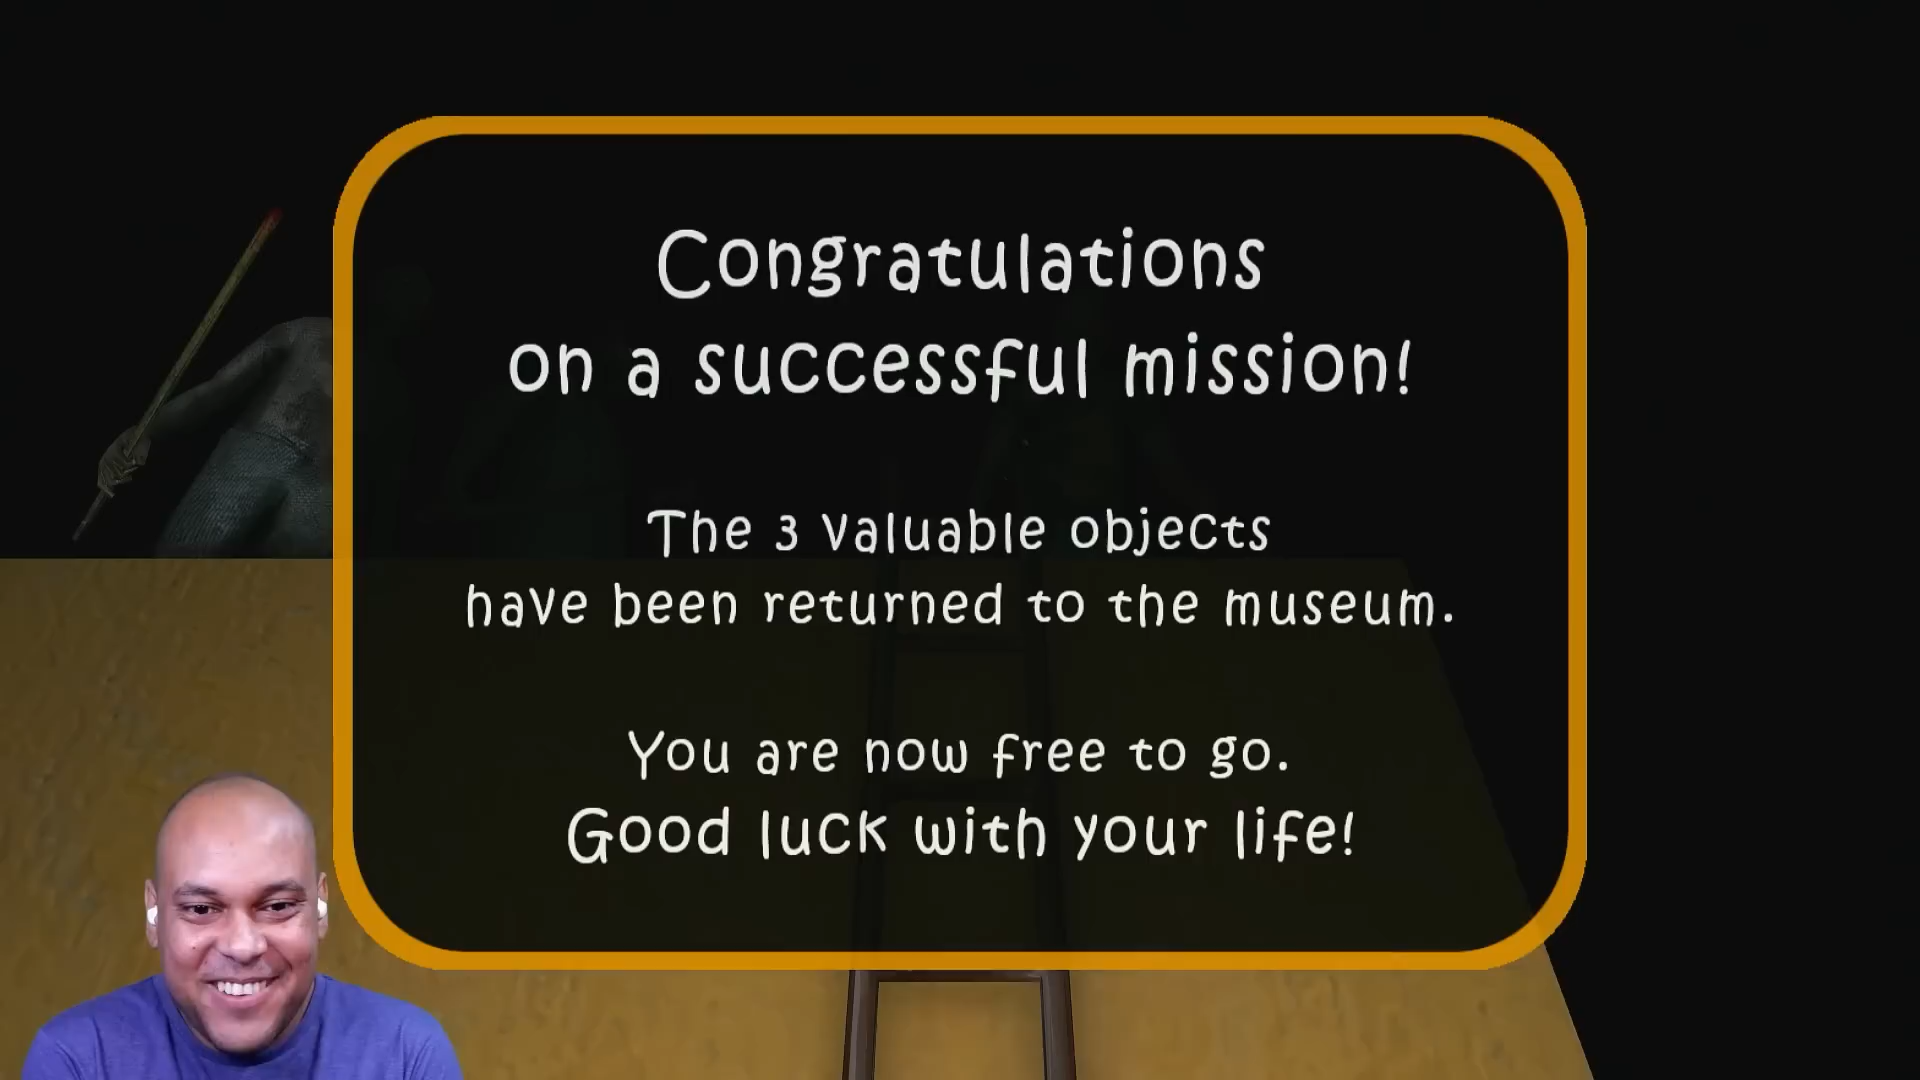 Congratulations
on a successful mission!
The 3 valuable objects
have been returned to the museum.
You are now free to go.
Good luck with your life!